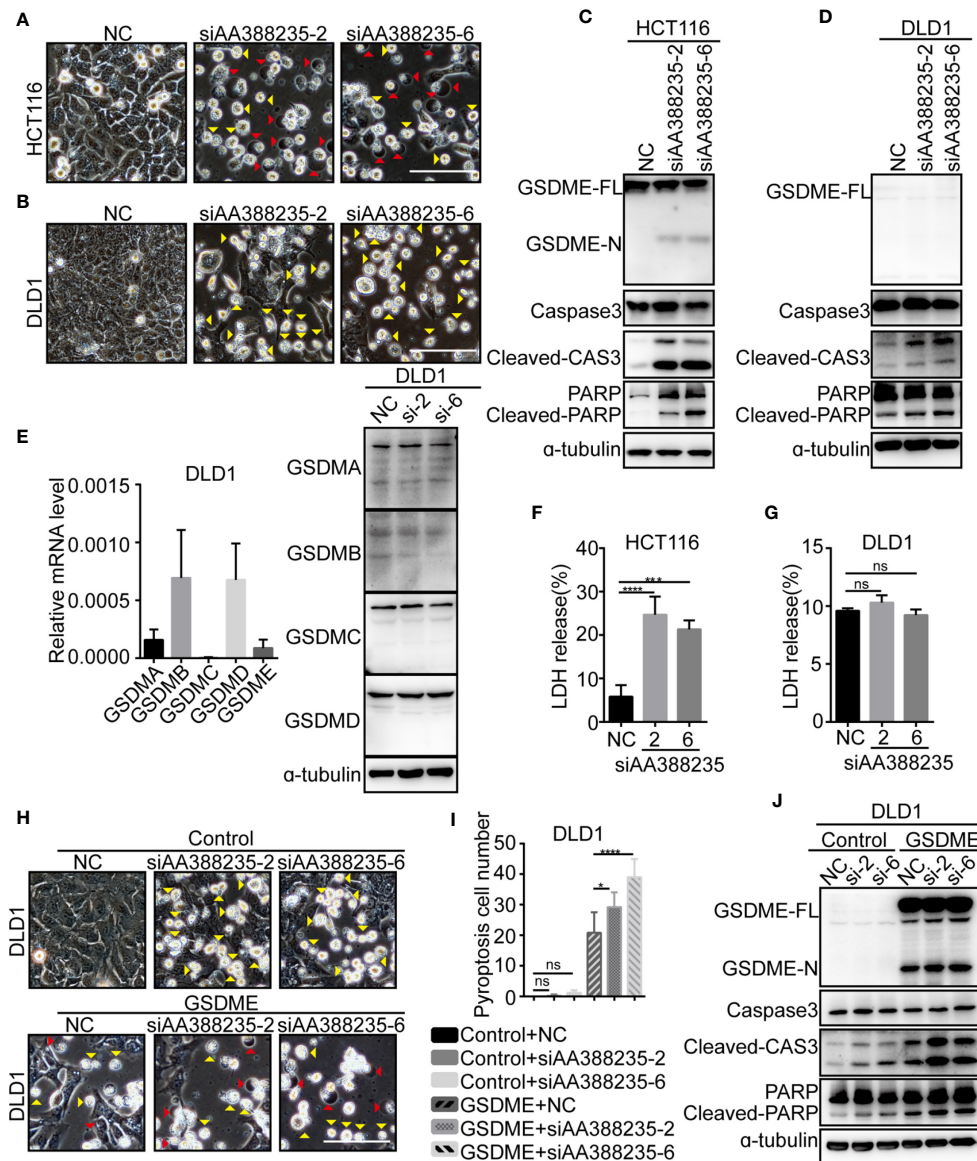 A
NC
siAA388235-2
siAA388235-6
HCT116
B
NC
siAA388235-2
siAA388235-6
DLD1
C
HCT116
NC
siAA388235-2
siAA388235-6
GSDME-FL
GSDME-N
Caspase3
Cleaved-CAS3
PARP
Cleaved-PARP
α-tubulin
D
DLD1
NC
siAA388235-2
siAA388235-6
GSDME-FL
Caspase3
Cleaved-CAS3
PARP
Cleaved-PARP
α-tubulin
E
DLD1
Relative mRNA level
0.0015
0.0010
0.0005
0.0000
GSDMA
GSDMB
GSDMC
GSDMD
GSDME
DLD1
NC
si-2
si-6
GSDMA
GSDMB
GSDMC
GSDMD
α-tubulin
F
HCT116
LDH release(%)
40
30
20
10
0
****
***
NC
2
6
siAA388235
G
DLD1
LDH release(%)
15
10
5
0
ns
ns
NC
2
6
siAA388235
H
Control
NC
siAA388235-2
siAA388235-6
DLD1
GSDME
NC
siAA388235-2
siAA388235-6
DLD1
I
DLD1
Pyroptosis cell number
50
40
30
20
10
0
ns
ns
*
****
Control+NC
Control+siAA388235-2
Control+siAA388235-6
GSDME+NC
GSDME+siAA388235-2
GSDME+siAA388235-6
J
DLD1
Control
GSDME
NC
si-2
si-6
NC
si-2
si-6
GSDME-FL
GSDME-N
Caspase3
Cleaved-CAS3
PARP
Cleaved-PARP
α-tubulin